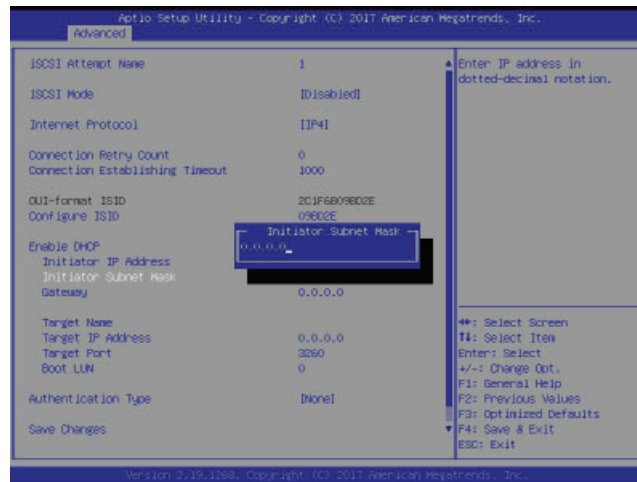 Aptio Setup Utility - Copyright (C) 2017 American Megatrends, Inc.
Advanced
iSCSI Attempt Name 1
iSCSI Mode [Disabled]
Internet Protocol [IP4]
Connection Retry Count 0
Connection Establishing Timeout 1000
OUI-format ISID 2C1F6B09BD2E
Configure ISID 09BD2E
Enable DHCP
Initiator IP Address
Initiator Subnet Mask
Gateway 0.0.0.0
Target Name
Target IP Address 0.0.0.0
Target Port 3260
Boot LUN 0
Authentication Type [None]
Save Changes
Initiator Subnet Mask
0.0.0.0_
Enter IP address in
dotted-decimal notation.
↔: Select Screen
↑↓: Select Item
Enter: Select
+/-: Change Opt.
F1: General Help
F2: Previous Values
F3: Optimized Defaults
F4: Save & Exit
ESC: Exit
Version 2.19.1268. Copyright (C) 2017 American Megatrends, Inc.